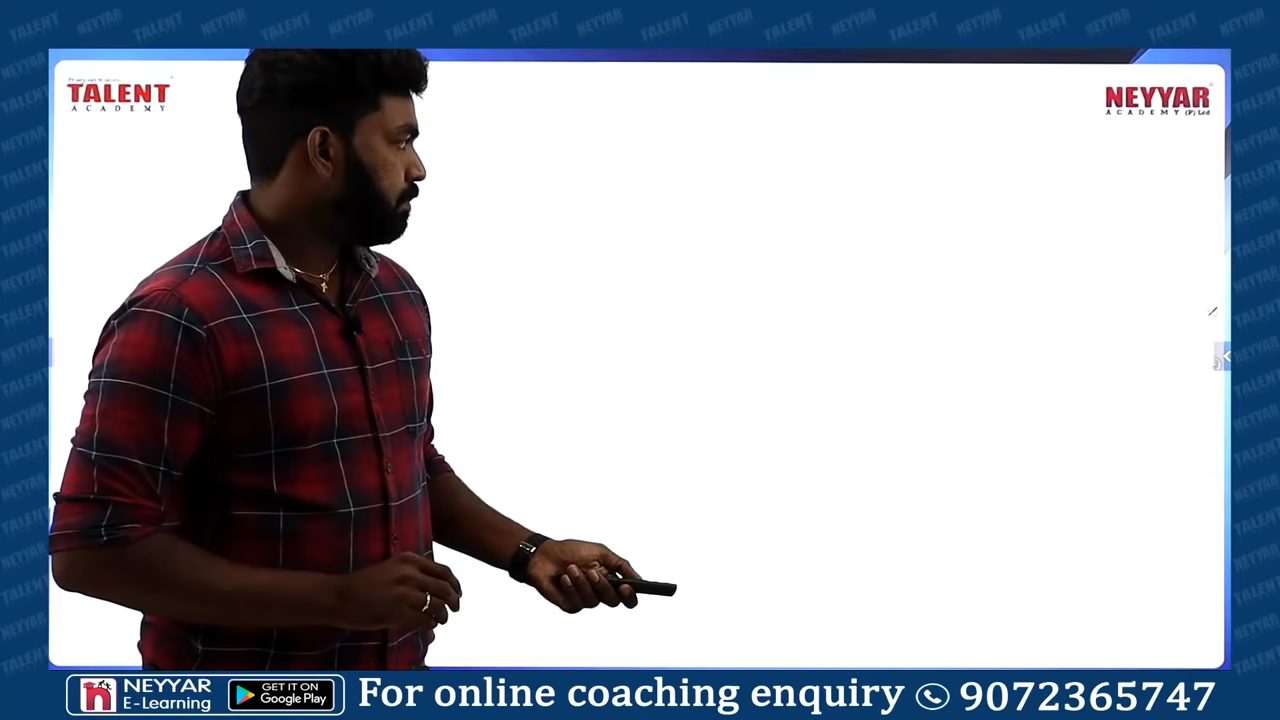 TALENT
ACADEMY
NEYYAR
ACADEMY (P) Ltd
NEYYAR
E-Learning
GET IT ON
Google Play
For online coaching enquiry 9072365747